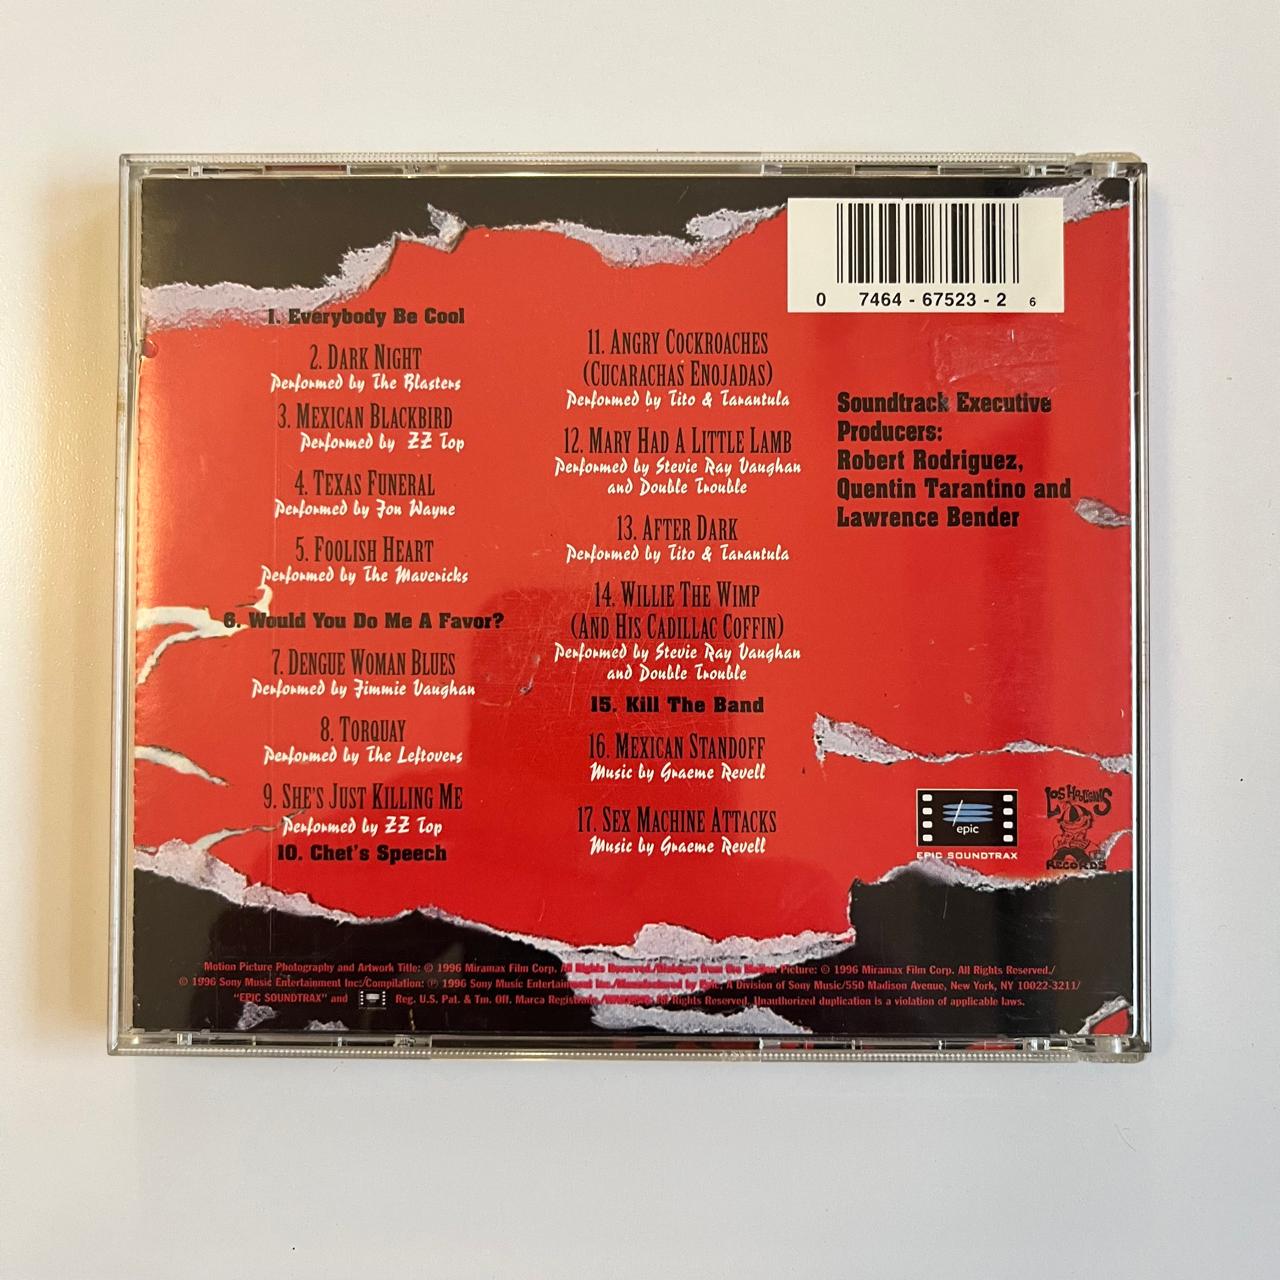 0 7464 - 67523 - 2 6
1. Everybody Be Cool
2. DARK NIGHT
Performed by The Blasters
3. MEXICAN BLACKBIRD
Performed by ZZ Top
4. TEXAS FUNERAL
Performed by Jon Wayne
5. FOOLISH HEART
Performed by The Mavericks
6. Would You Do Me A Favor?
7. DENGUE WOMAN BLUES
Performed by Jimmie Vaughan
8. TORQUAY
Performed by The Leftovers
9. SHE'S JUST KILLING ME
Performed by ZZ Top
10. Chet's Speech
11. ANGRY COCKROACHES
(CUCARACHAS ENOJADAS)
Performed by Tito & Tarantula
12. MARY HAD A LITTLE LAMB
Performed by Stevie Ray Vaughan
and Double Trouble
13. AFTER DARK
Performed by Tito & Tarantula
14. WILLIE THE WIMP
(AND HIS CADILLAC COFFIN)
Performed by Stevie Ray Vaughan
and Double Trouble
15. Kill The Band
16. MEXICAN STANDOFF
Music by Graeme Revell
17. SEX MACHINE ATTACKS
Music by Graeme Revell
Soundtrack Executive
Producers:
Robert Rodriguez,
Quentin Tarantino and
Lawrence Bender
epic
EPIC SOUNDTRAX
LOS HOOLIGANS
RECORDS
Motion Picture Photography and Artwork Title: © 1996 Miramax Film Corp. All Rights Reserved./Dialogue from the Motion Picture: © 1996 Miramax Film Corp. All Rights Reserved./
© 1996 Sony Music Entertainment Inc./Compilation: ℗ 1996 Sony Music Entertainment Inc./Manufactured by Epic, A Division of Sony Music/550 Madison Avenue, New York, NY 10022-3211/
"EPIC SOUNDTRAX" and Reg. U.S. Pat. & Tm. Off. Marca Registrada./ All Rights Reserved. Unauthorized duplication is a violation of applicable laws.